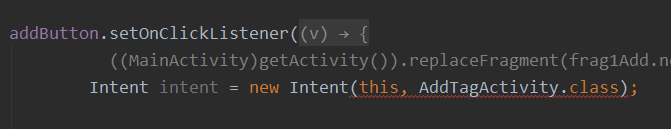 addButton.setOnClickListener((v) → {
((MainActivity)getActivity()).replaceFragment(frag1Add.ne
Intent intent = new Intent(this, AddTagActivity.class);